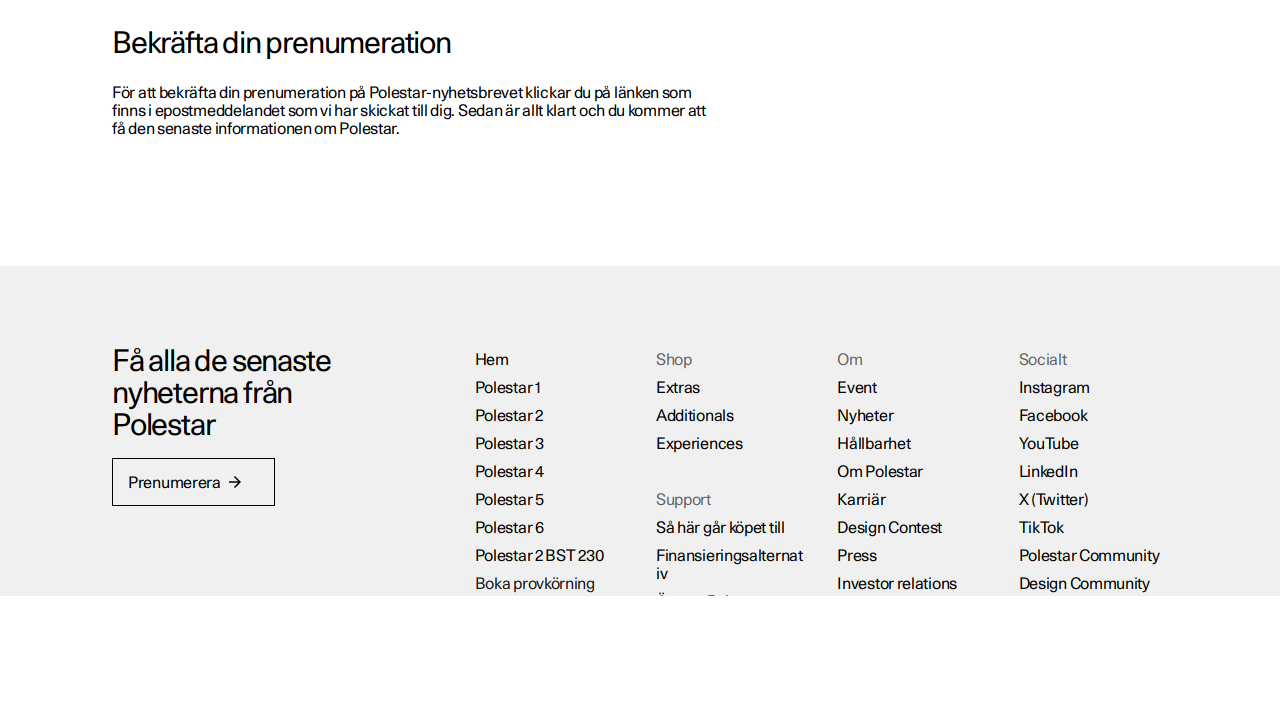 Bekräfta din prenumeration
För att bekräfta din prenumeration på Polestar-nyhetsbrevet klickar du på länken som
finns i epostmeddelandet som vi har skickat till dig. Sedan är allt klart och du kommer att
få den senaste informationen om Polestar.
Få alla de senaste
nyheterna från
Polestar
Prenumerera
Hem
Polestar 1
Polestar 2
Polestar 3
Polestar 4
Polestar 5
Polestar 6
Polestar 2 BST 230
Boka provkörning
Shop
Extras
Additionals
Experiences
Support
Så här går köpet till
Finansieringsalternat
iv
Om
Event
Nyheter
Hållbarhet
Om Polestar
Karriär
Design Contest
Press
Investor relations
Socialt
Instagram
Facebook
YouTube
LinkedIn
X (Twitter)
TikTok
Polestar Community
Design Community